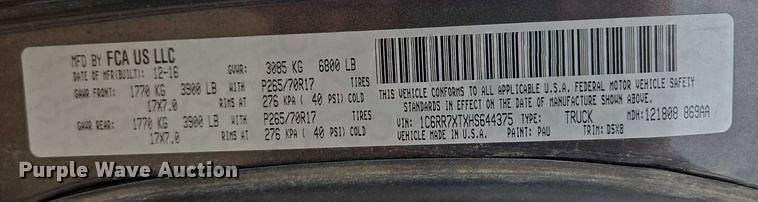 MFD BY FCA US LLC
DATE OF MFR(BUILT): 12-16 GVWR: 3085 KG 6800 LB
GAWR FRONT: 1770 KG 3900 LB P265/70R17 TIRES
17X7.0 RIMS AT 276 KPA ( 40 PSI) COLD
GAWR REAR: 1770 KG 3900 LB P265/70R17 TIRES
17X7.0 RIMS AT 276 KPA ( 40 PSI) COLD
THIS VEHICLE CONFORMS TO ALL APPLICABLE U.S.A. FEDERAL MOTOR VEHICLE SAFETY
STANDARDS IN EFFECT ON THE DATE OF MANUFACTURE SHOWN ABOVE.
VIN: 1C6RR7XTXHS644375 TYPE: TRUCK MDH: 121808 869AA
VEHICLE MADE IN U.S.A. PAINT: PAU TRIM: D5X8
Purple Wave Auction